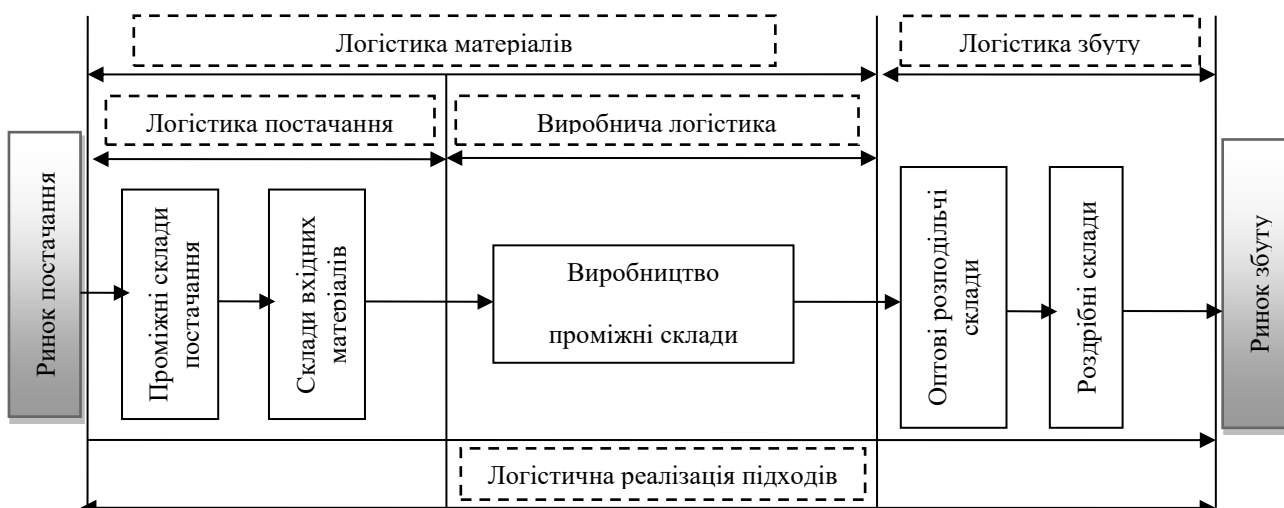 Логістика матеріалів
Логістика збуту
Логістика постачання
Виробнича логістика
Ринок постачання
Проміжні склади
постачання
Склади вхідних
матеріалів
Виробництво
проміжні склади
Оптові розподільчі
склади
Роздрібні склади
Ринок збуту
Логістична реалізація підходів